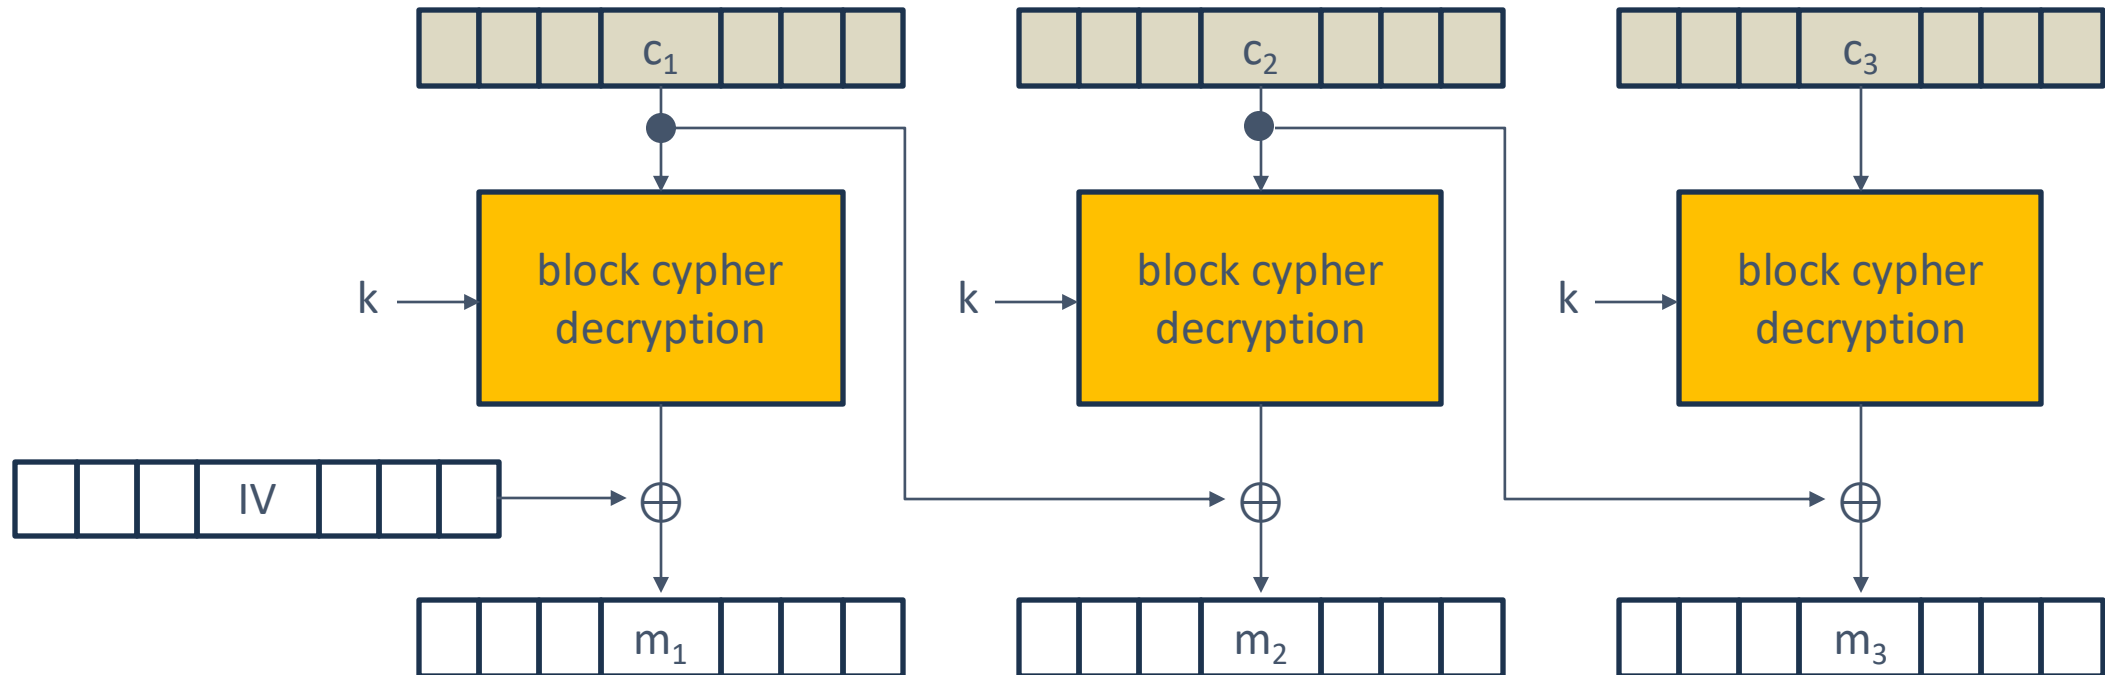 c₁
c₂
c₃
block cypher
decryption
block cypher
decryption
block cypher
decryption
k
k
k
IV
m₁
m₂
m₃